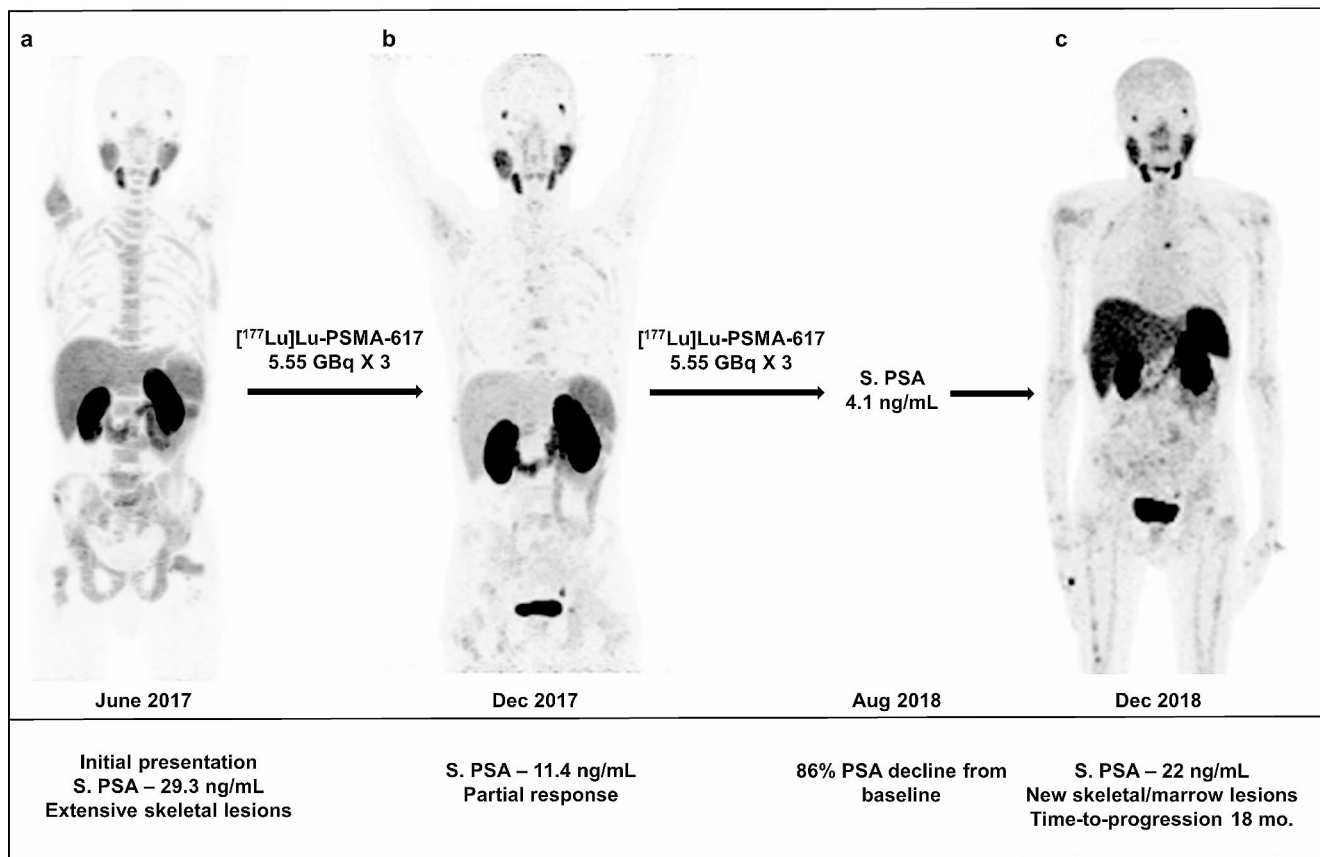 a
b
c
[¹⁷⁷Lu]Lu-PSMA-617
5.55 GBq X 3
[¹⁷⁷Lu]Lu-PSMA-617
5.55 GBq X 3
S. PSA
4.1 ng/mL
June 2017
Dec 2017
Aug 2018
Dec 2018
Initial presentation
S. PSA – 29.3 ng/mL
Extensive skeletal lesions
S. PSA – 11.4 ng/mL
Partial response
86% PSA decline from
baseline
S. PSA – 22 ng/mL
New skeletal/marrow lesions
Time-to-progression 18 mo.